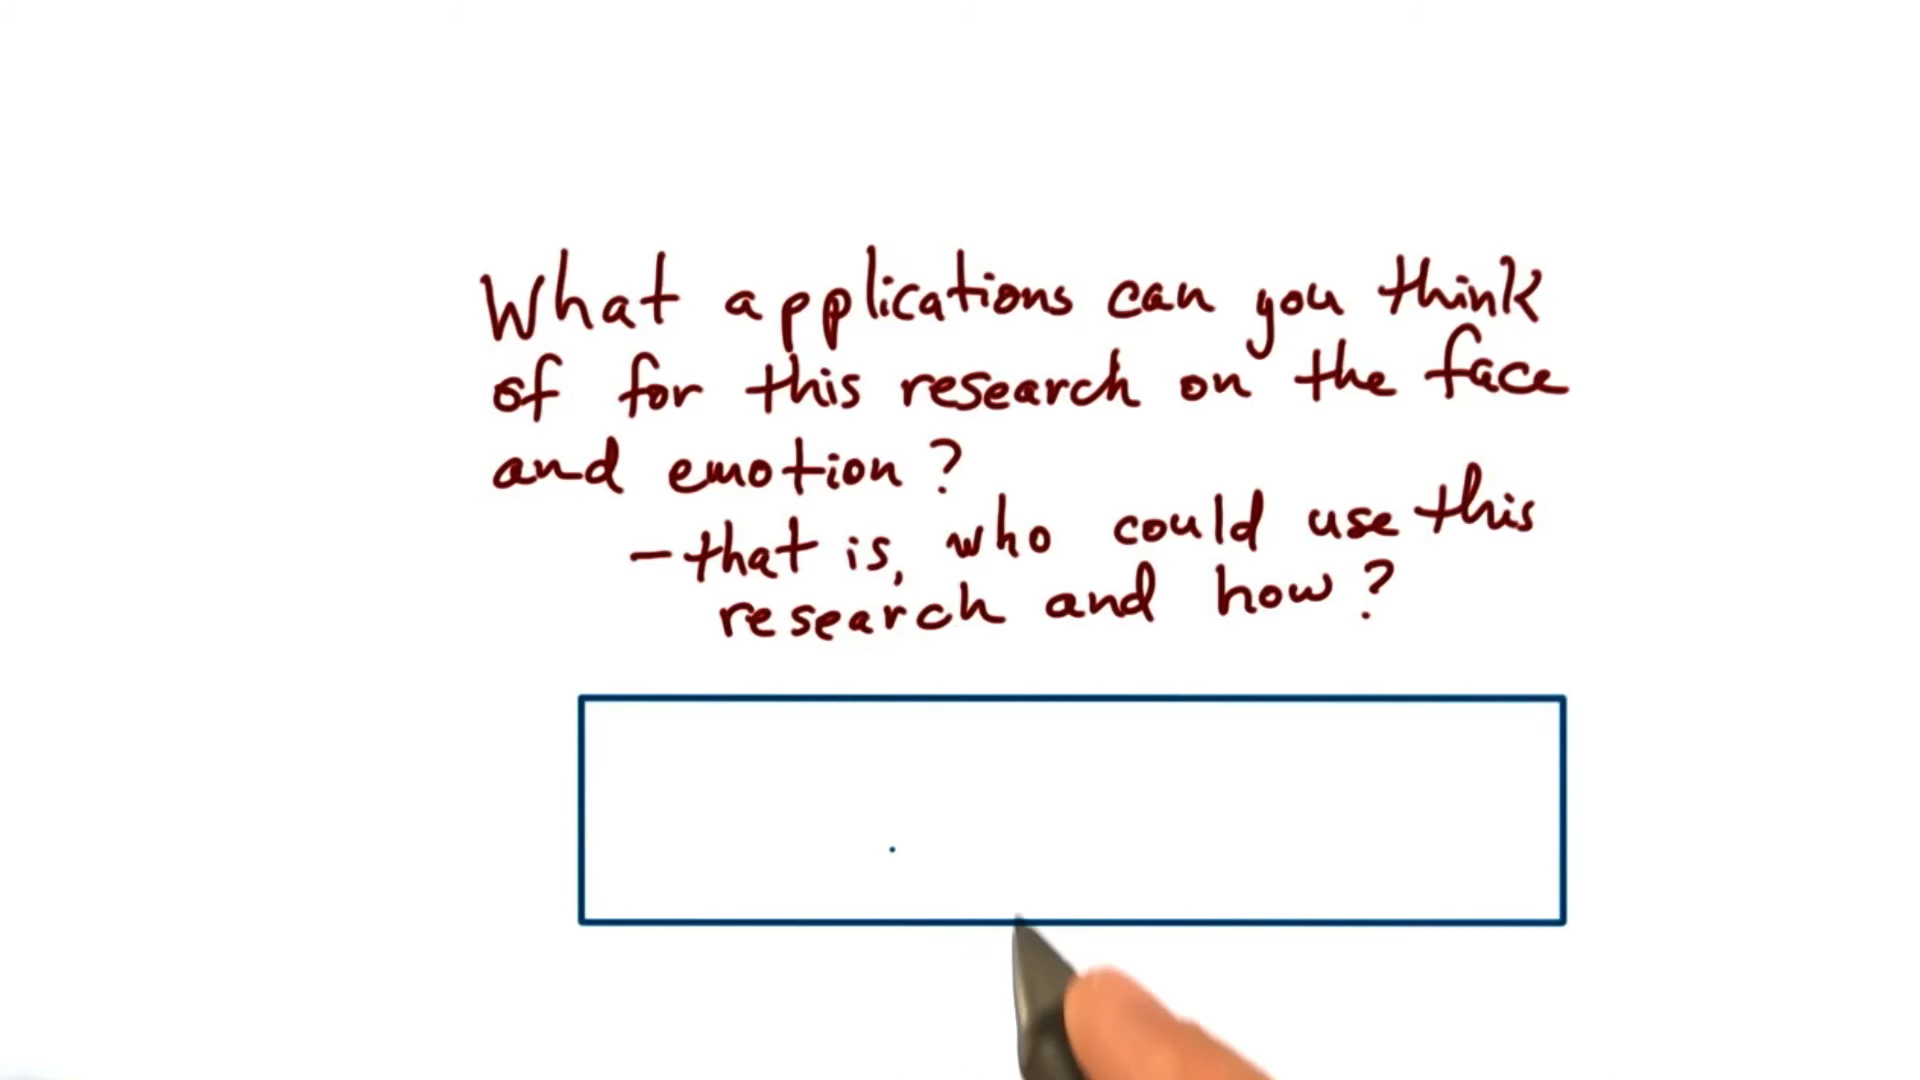 What applications can you think
of for this research on the face
and emotion?
- that is, who could use this
research and how?